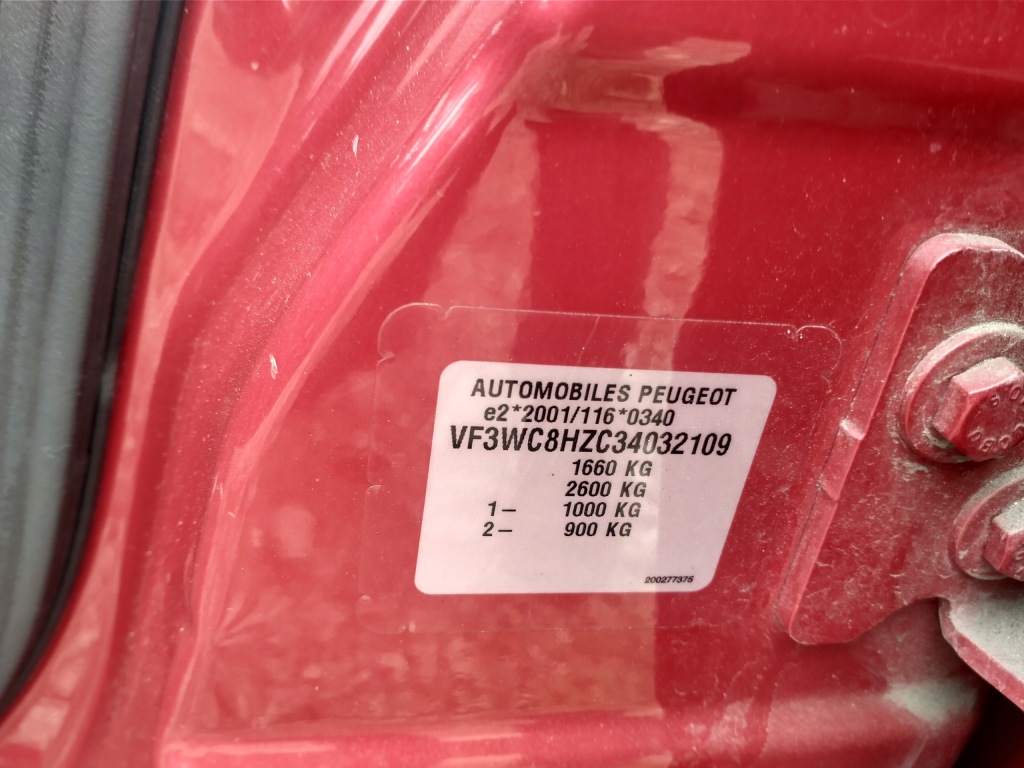 AUTOMOBILES PEUGEOT
e2*2001/116*0340
VF3WC8HZC34032109
1660 KG
2600 KG
1– 1000 KG
2– 900 KG
200277375